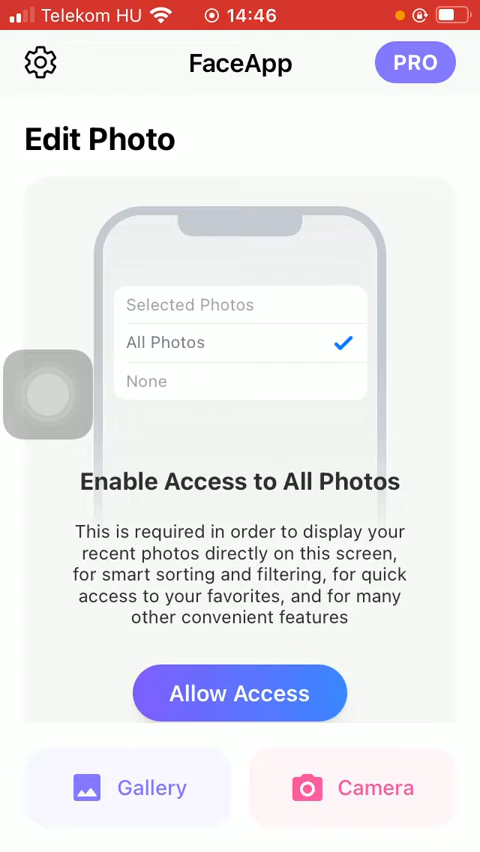 Telekom HU 14:46
FaceApp
PRO
Edit Photo
Selected Photos
All Photos
None
Enable Access to All Photos
This is required in order to display your
recent photos directly on this screen,
for smart sorting and filtering, for quick
access to your favorites, and for many
other convenient features
Allow Access
Gallery
Camera